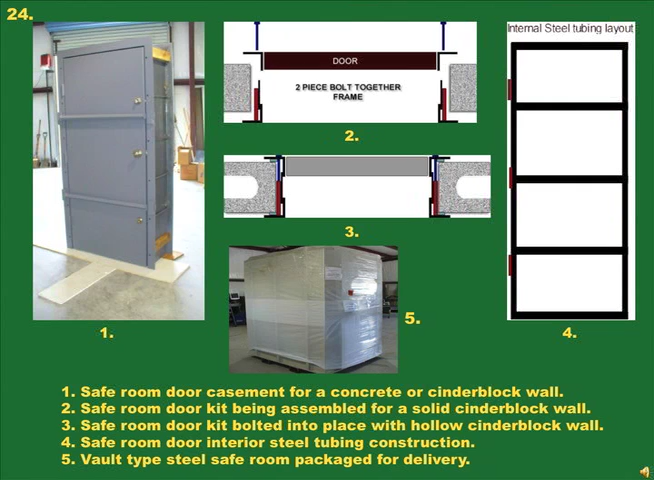 24.
Internal Steel tubing layout
DOOR
2 PIECE BOLT TOGETHER
FRAME
2.
3.
5.
1.
4.
1. Safe room door casement for a concrete or cinderblock wall.
2. Safe room door kit being assembled for a solid cinderblock wall.
3. Safe room door kit bolted into place with hollow cinderblock wall.
4. Safe room door interior steel tubing construction.
5. Vault type steel safe room packaged for delivery.